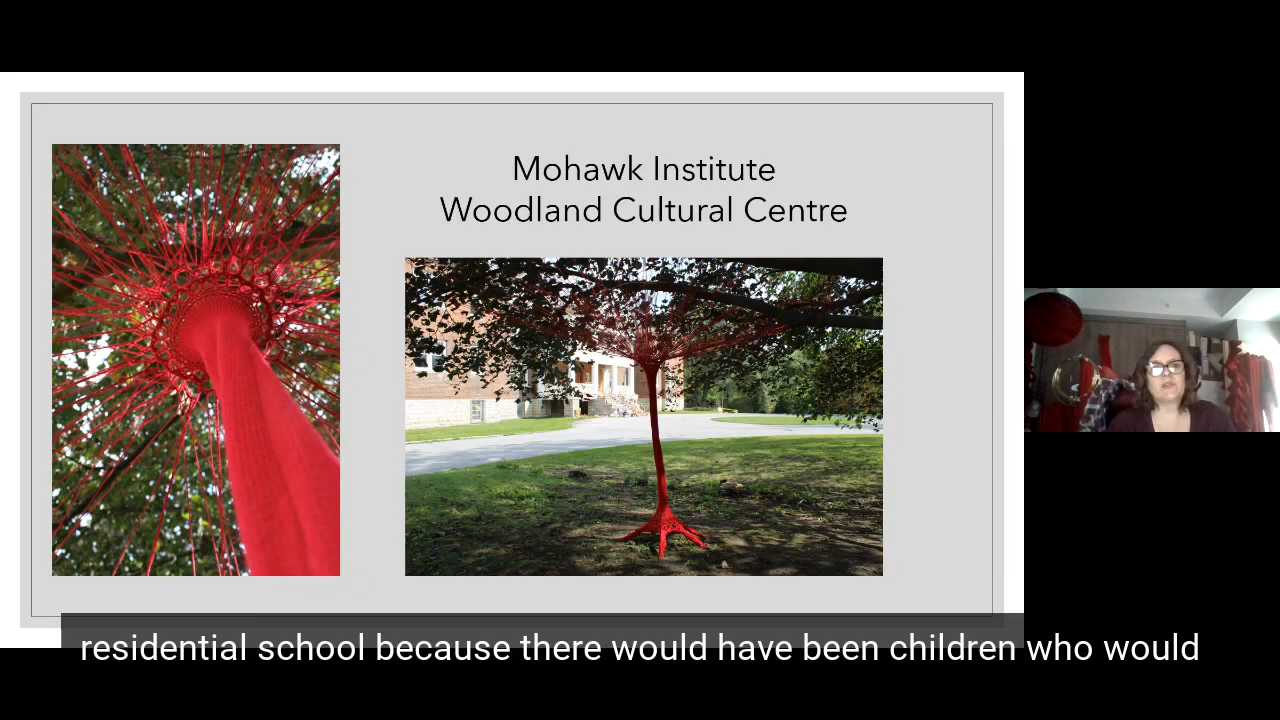 Mohawk Institute
Woodland Cultural Centre
residential school because there would have been children who would